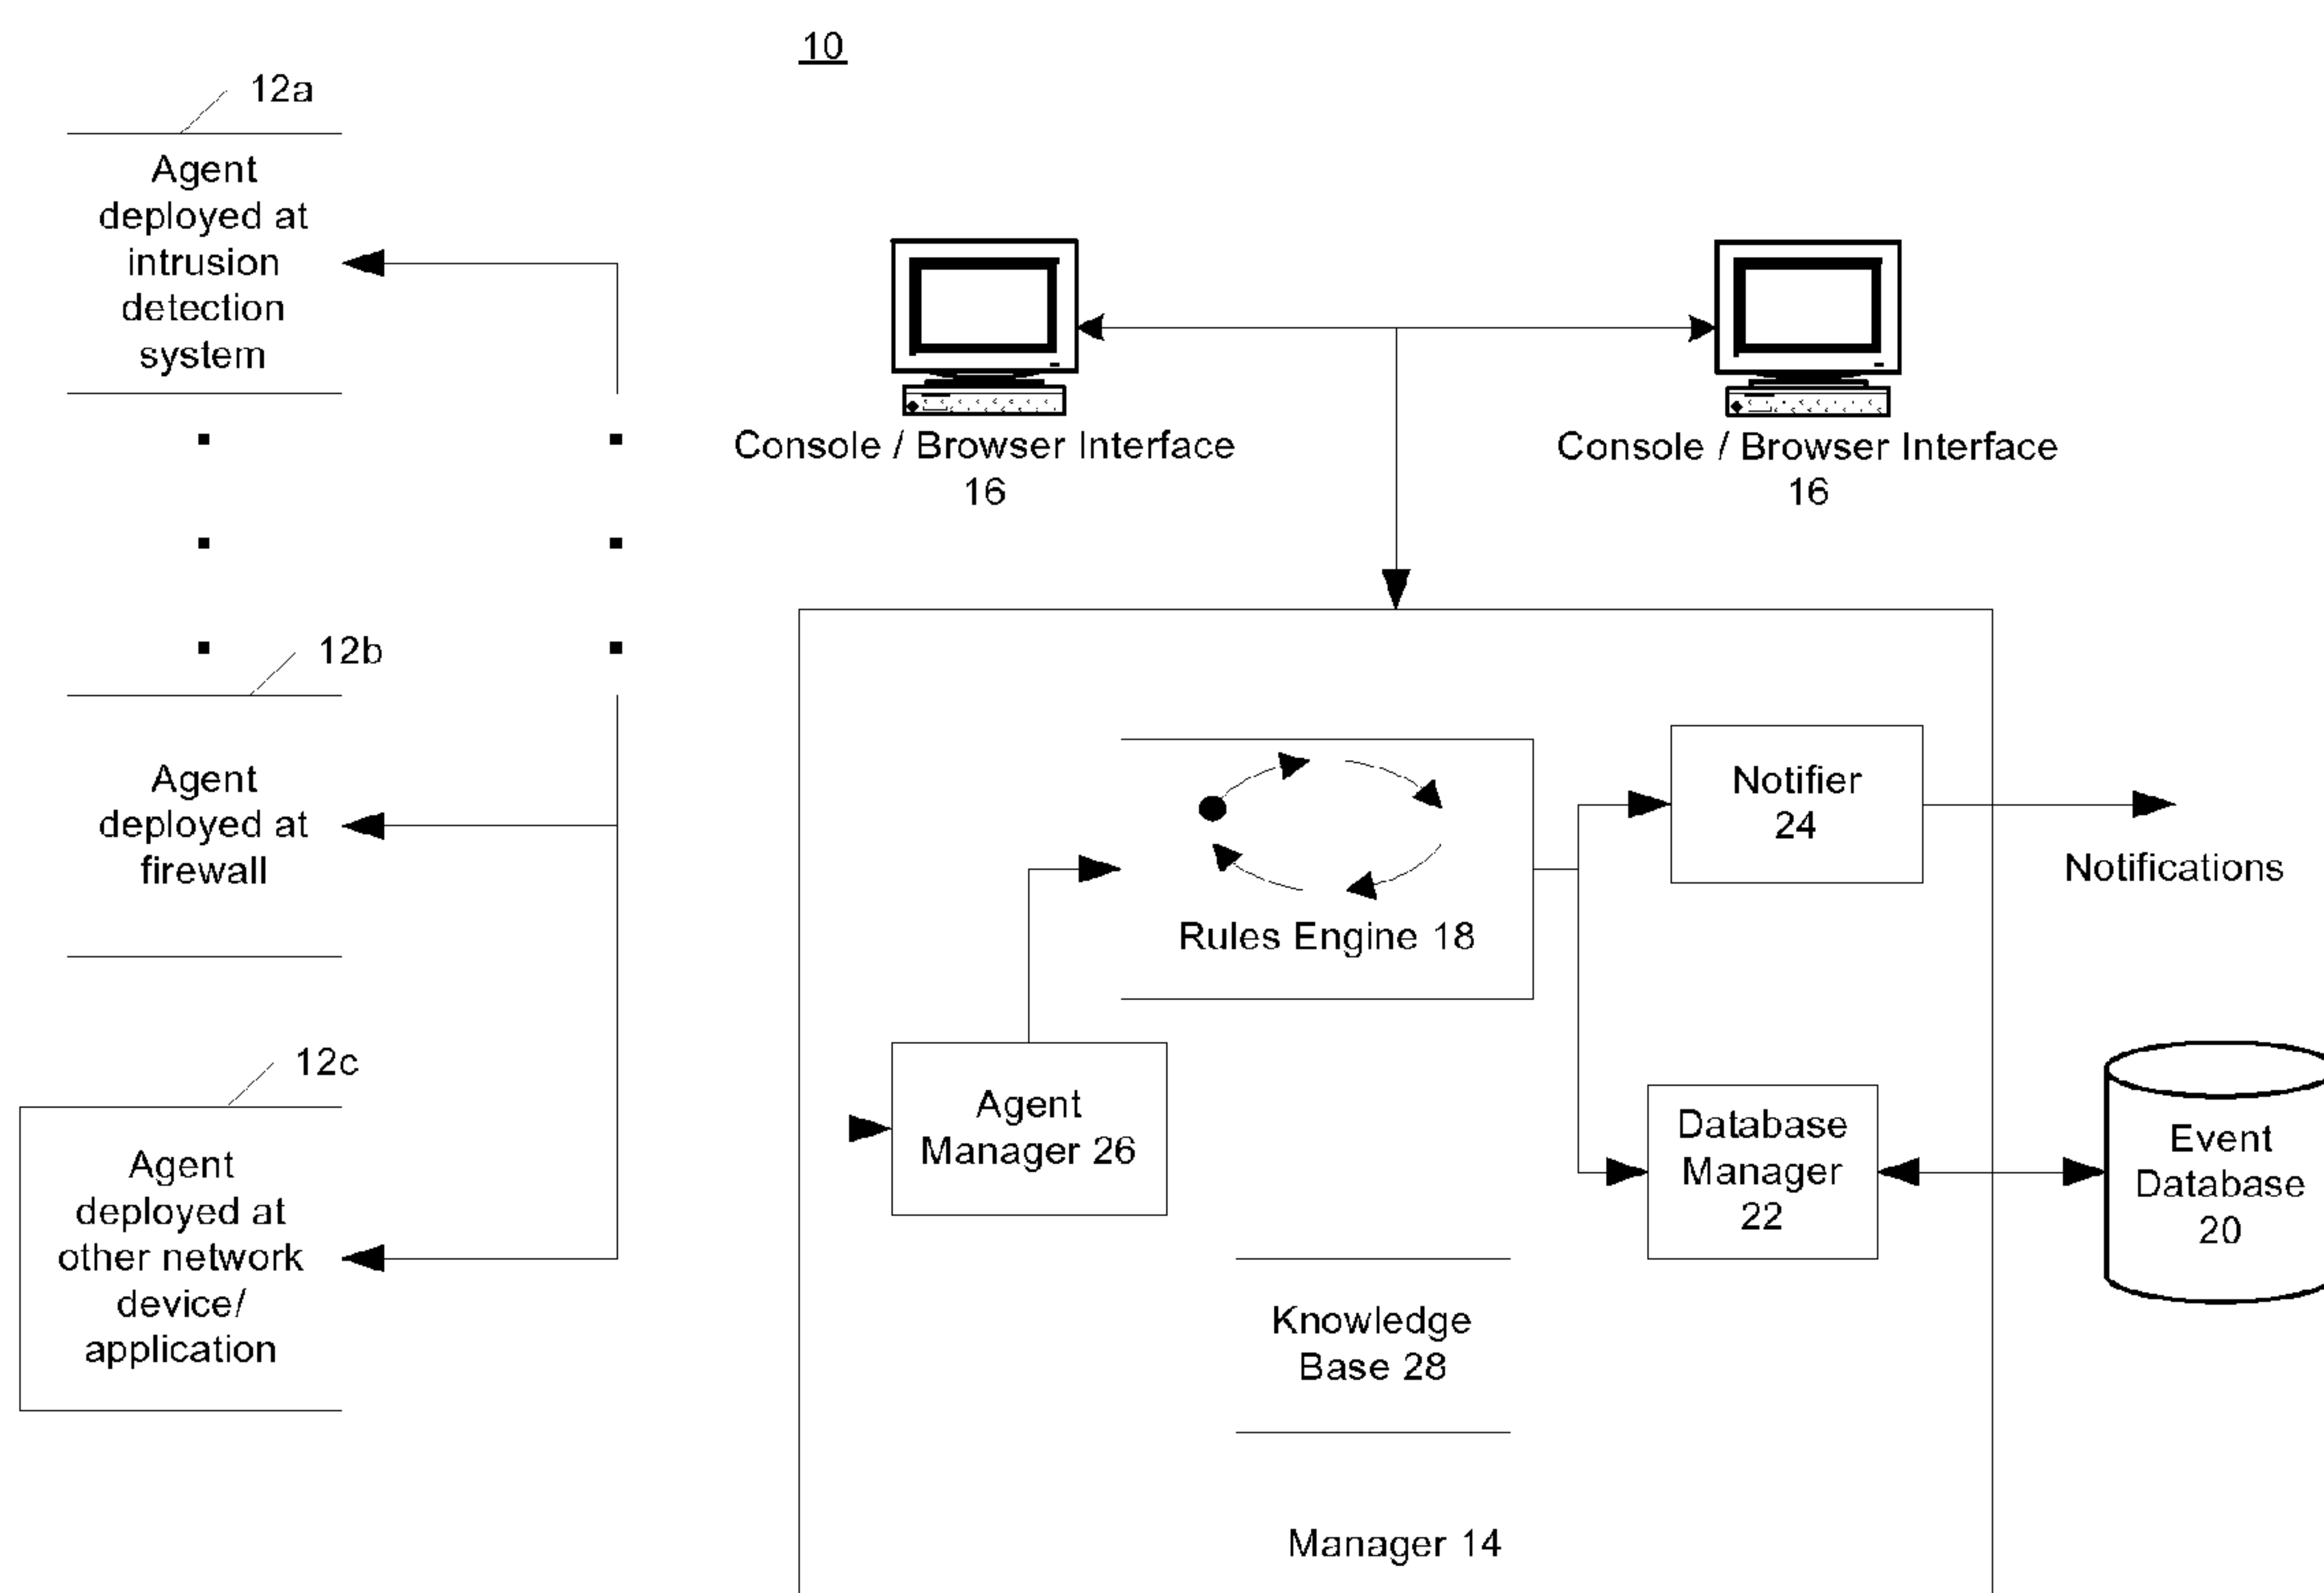 10
12a
Agent
deployed at
intrusion
detection
system
Console / Browser Interface
16
Console / Browser Interface
16
12b
Agent
deployed at
firewall
Rules Engine 18
Notifier
24
Notifications
12c
Agent
deployed at
other network
device/
application
Agent
Manager 26
Database
Manager
22
Event
Database
20
Knowledge
Base 28
Manager 14